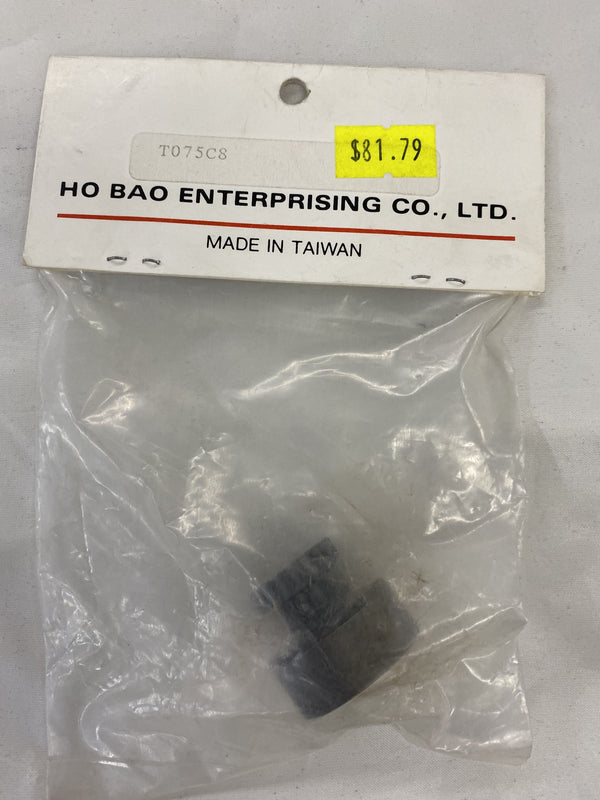 T075C8
$81.79
HO BAO ENTERPRISING CO., LTD.
MADE IN TAIWAN